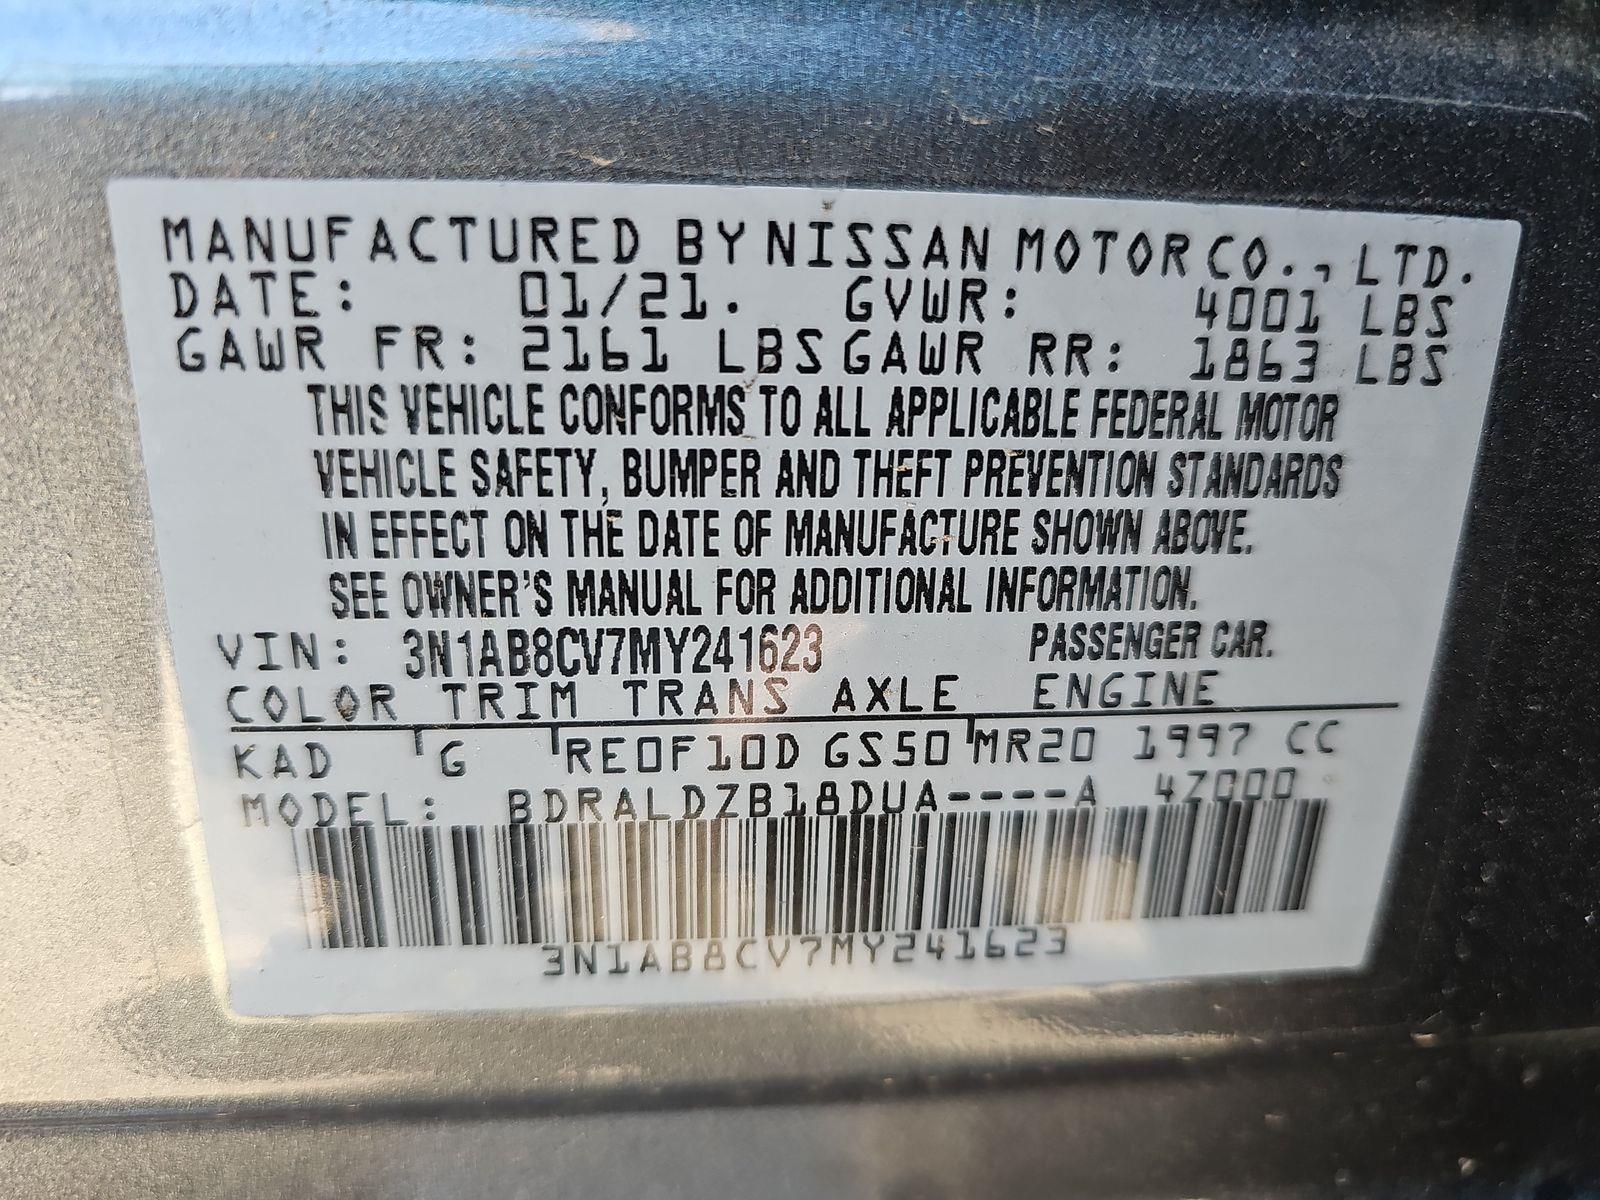 MANUFACTURED BY NISSAN MOTOR CO., LTD.
DATE: 01/21. GVWR: 4001 LBS
GAWR FR: 2161 LBS GAWR RR: 1863 LBS
THIS VEHICLE CONFORMS TO ALL APPLICABLE FEDERAL MOTOR
VEHICLE SAFETY, BUMPER AND THEFT PREVENTION STANDARDS
IN EFFECT ON THE DATE OF MANUFACTURE SHOWN ABOVE.
SEE OWNER'S MANUAL FOR ADDITIONAL INFORMATION.
VIN: 3N1AB8CV7MY241623 PASSENGER CAR.
COLOR TRIM TRANS AXLE ENGINE
KAD G RE0F10D GS50 MR20 1997 CC
MODEL: BDRALDZB18DUA----A 4Z000
3N1AB8CV7MY241623